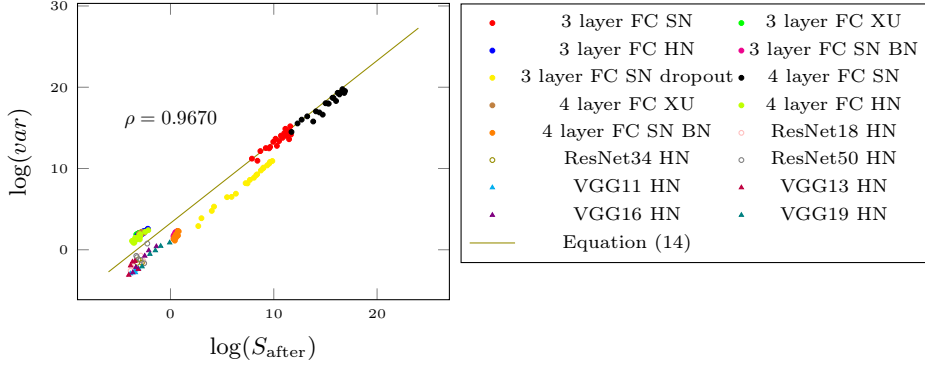 30
20
10
0
log(var)
ρ = 0.9670
0
10
20
log(S_after)
3 layer FC SN
3 layer FC XU
3 layer FC HN
3 layer FC SN BN
3 layer FC SN dropout
4 layer FC SN
4 layer FC XU
4 layer FC HN
4 layer FC SN BN
ResNet18 HN
ResNet34 HN
ResNet50 HN
VGG11 HN
VGG13 HN
VGG16 HN
VGG19 HN
Equation (14)